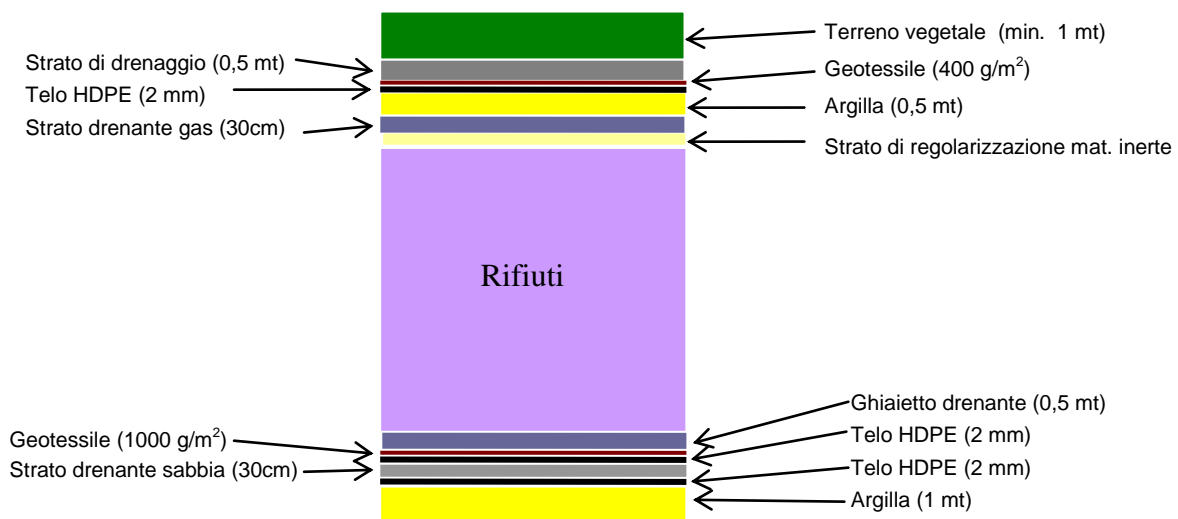 Terreno vegetale (min. 1 mt)
Strato di drenaggio (0,5 mt)
Geotessile (400 g/m²)
Telo HDPE (2 mm)
Argilla (0,5 mt)
Strato drenante gas (30cm)
Strato di regolarizzazione mat. inerte
Rifiuti
Ghiaietto drenante (0,5 mt)
Geotessile (1000 g/m²)
Telo HDPE (2 mm)
Strato drenante sabbia (30cm)
Telo HDPE (2 mm)
Argilla (1 mt)